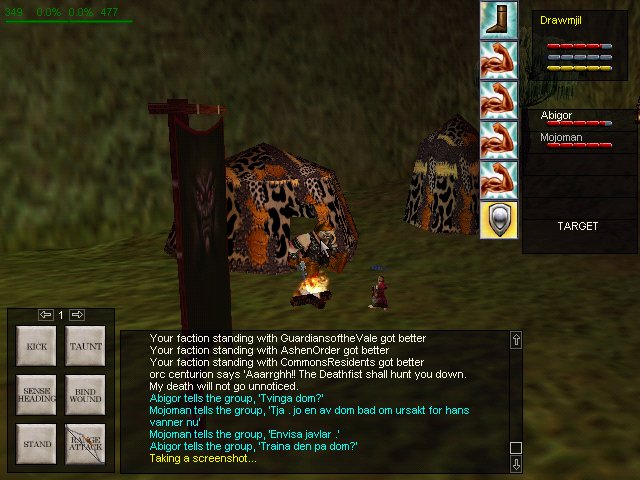 349 0.0% 0.0% 477
Drawmjil
Abigor
Mojoman
TARGET
1
KICK
TAUNT
SENSE HEADING
BIND WOUND
STAND
RANGE ATTACK
Your faction standing with GuardiansoftheVale got better
Your faction standing with AshenOrder got better
Your faction standing with CommonsResidents got better
orc centurion says 'Aaarrghh!! The Deathfist shall hunt you down.
My death will not go unnoticed.
Abigor tells the group, 'Tvinga dom?'
Mojoman tells the group, 'Tja . jo en av dom bad om ursakt for hans
vanner nu'
Mojoman tells the group, 'Envisa javlar .'
Abigor tells the group, 'Traina den pa dom?'
Taking a screenshot...